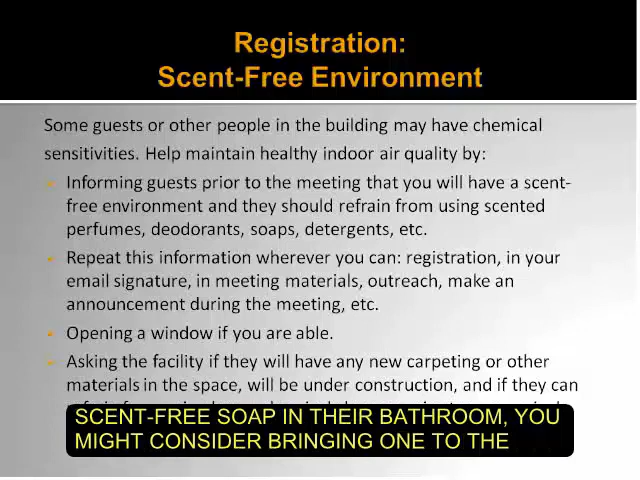 Registration:
Scent-Free Environment
Some guests or other people in the building may have chemical
sensitivities. Help maintain healthy indoor air quality by:
Informing guests prior to the meeting that you will have a scent-
free environment and they should refrain from using scented
perfumes, deodorants, soaps, detergents, etc.
Repeat this information wherever you can: registration, in your
email signature, in meeting materials, outreach, make an
announcement during the meeting, etc.
Opening a window if you are able.
Asking the facility if they will have any new carpeting or other
materials in the space, will be under construction, and if they can
SCENT-FREE SOAP IN THEIR BATHROOM, YOU
MIGHT CONSIDER BRINGING ONE TO THE